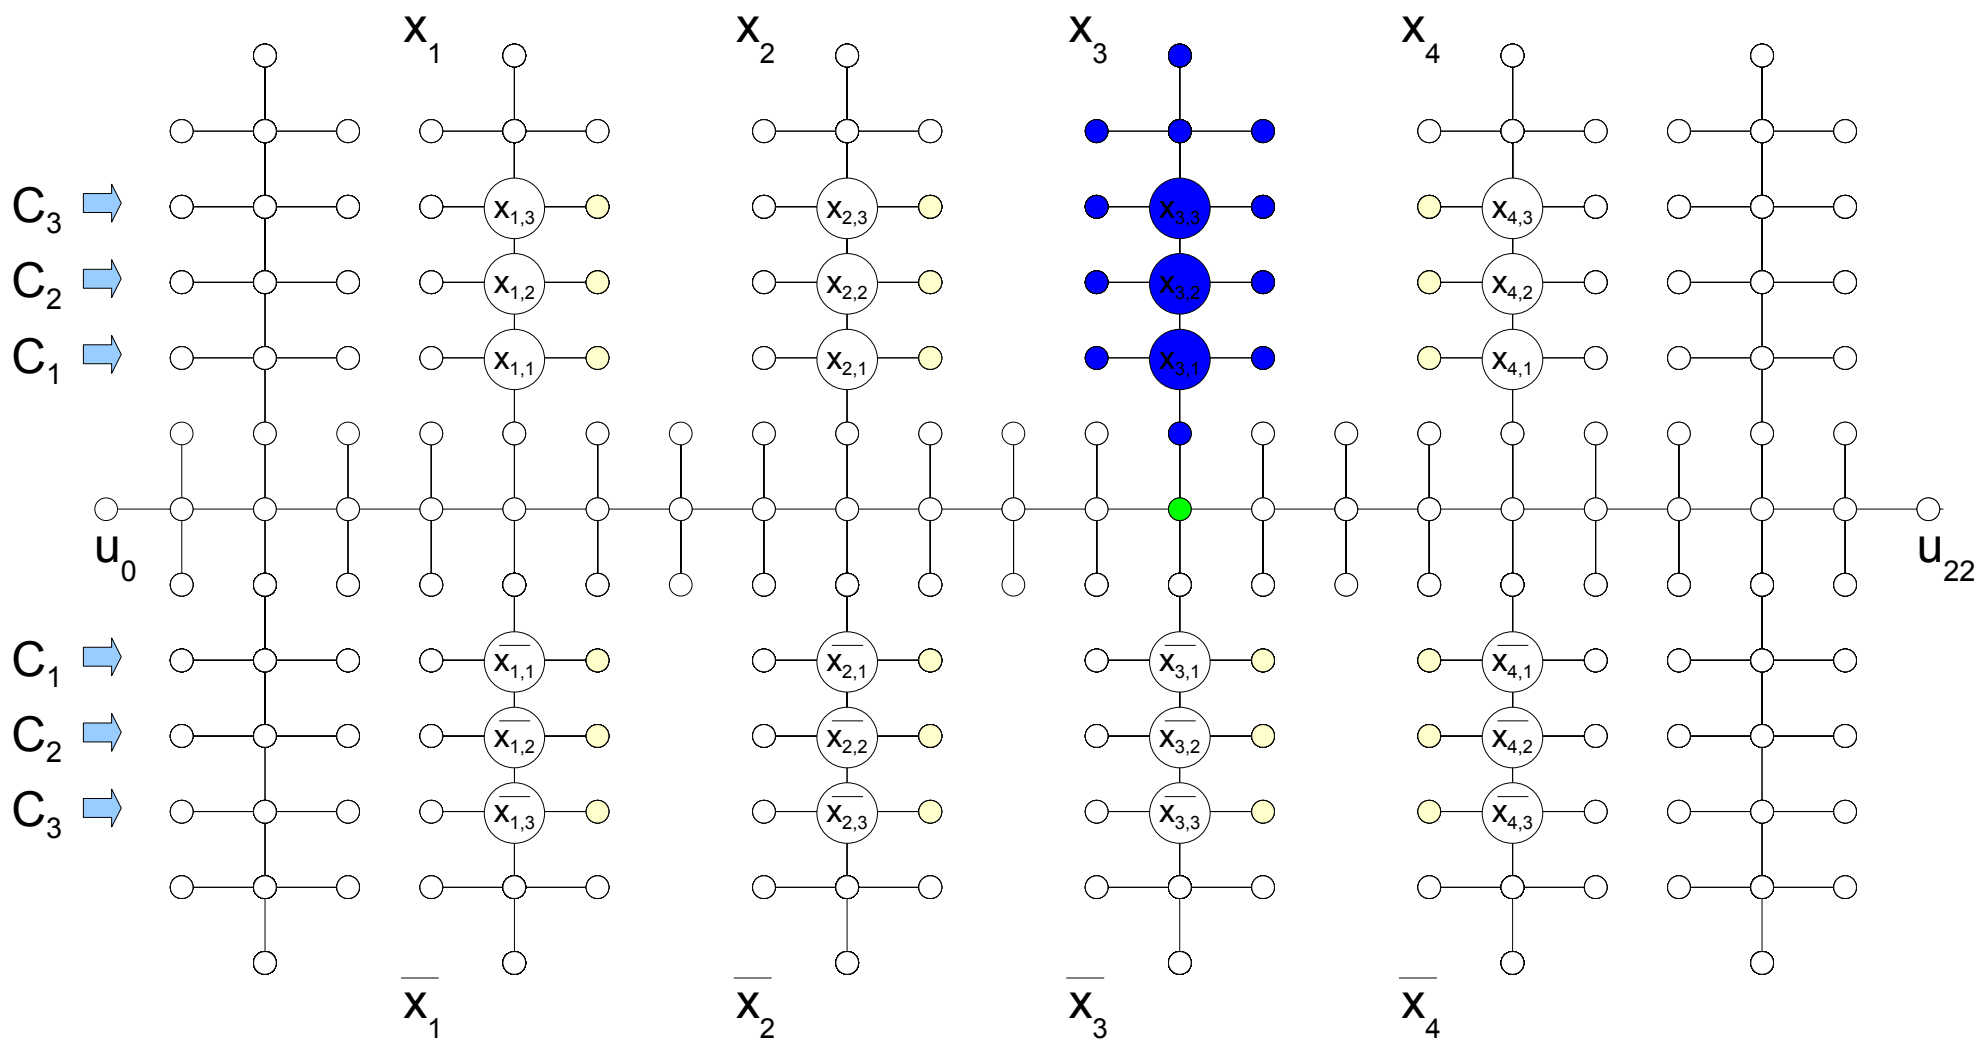 x₁ x₂ x₃ x₄
C₃ x₁,₃ x₂,₃ x₃,₃ x₄,₃
C₂ x₁,₂ x₂,₂ x₃,₂ x₄,₂
C₁ x₁,₁ x₂,₁ x₃,₁ x₄,₁
u₀ u₂₂
C₁ x̅₁,₁ x̅₂,₁ x̅₃,₁ x̅₄,₁
C₂ x̅₁,₂ x̅₂,₂ x̅₃,₂ x̅₄,₂
C₃ x̅₁,₃ x̅₂,₃ x̅₃,₃ x̅₄,₃
x̅₁ x̅₂ x̅₃ x̅₄